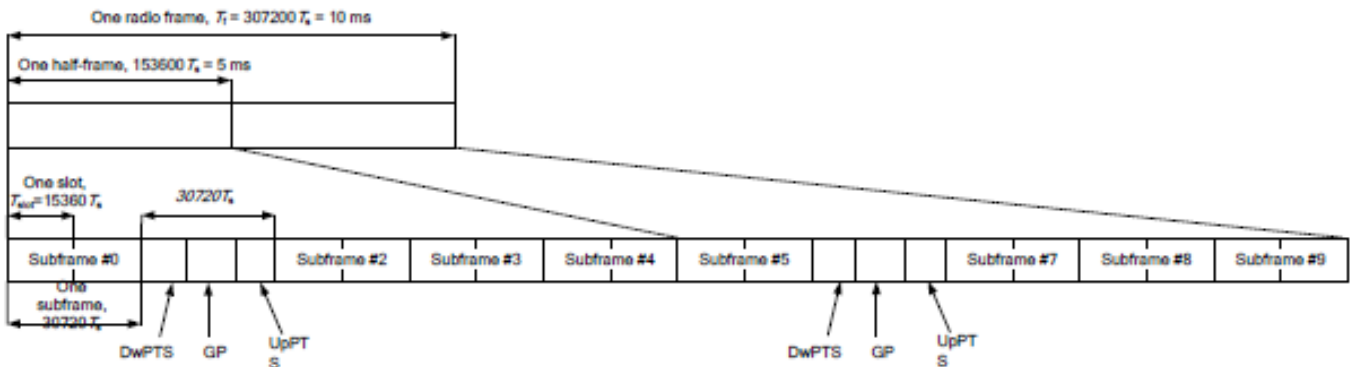 One radio frame, Tf = 307200 Ts = 10 ms
One half-frame, 153600 Ts = 5 ms
One slot,
Tslot=15360 Ts
30720Ts
Subframe #0
Subframe #2
Subframe #3
Subframe #4
Subframe #5
Subframe #7
Subframe #8
Subframe #9
One
subframe,
30720 Ts
DwPTS
GP
UpPT
S
DwPTS
GP
UpPT
S